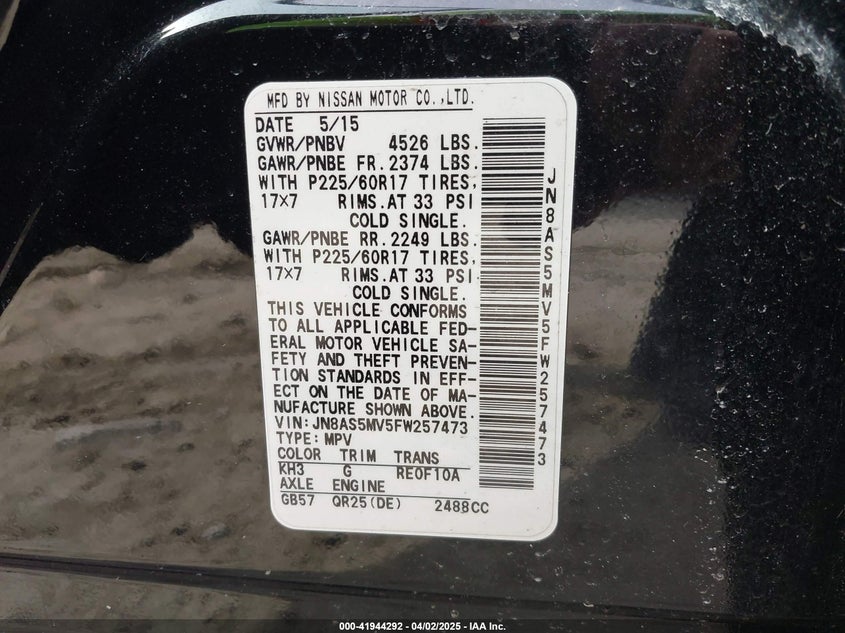 MFD BY NISSAN MOTOR CO.,LTD.
DATE 5/15
GVWR/PNBV 4526 LBS.
GAWR/PNBE FR. 2374 LBS.
WITH P225/60R17 TIRES,
17×7 RIMS.AT 33 PSI
COLD SINGLE.
GAWR/PNBE RR. 2249 LBS.
WITH P225/60R17 TIRES,
17×7 RIMS.AT 33 PSI
COLD SINGLE.
THIS VEHICLE CONFORMS
TO ALL APPLICABLE FED-
ERAL MOTOR VEHICLE SA-
FETY AND THEFT PREVEN-
TION STANDARDS IN EFF-
ECT ON THE DATE OF MA-
NUFACTURE SHOWN ABOVE.
VIN:JN8AS5MV5FW257473
TYPE:MPV
COLOR TRIM TRANS
KH3 G RE0F10A
AXLE ENGINE
GB57 QR25(DE) 2488CC
JN8AS5MV5FW257473
000-41944292 - 04/02/2025 - IAA Inc.